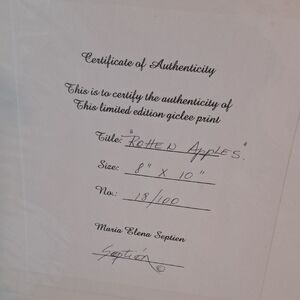 Certificate of Authenticity
This is to certify the authenticity of
This limited edition giclee print
Title: "ROTTEN APPLES"
Size: 8" X 10"
No.: 18/100
Maria Elena Septien
Septién ©